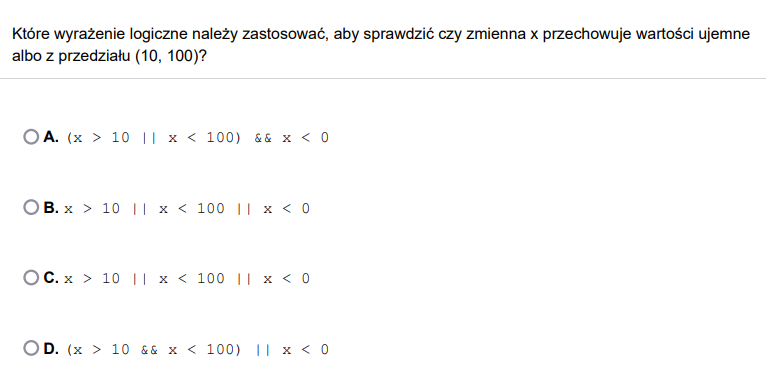 Które wyrażenie logiczne należy zastosować, aby sprawdzić czy zmienna x przechowuje wartości ujemne
albo z przedziału (10, 100)?
A. (x > 10 || x < 100) && x < 0
B. x > 10 || x < 100 || x < 0
C. x > 10 || x < 100 || x < 0
D. (x > 10 && x < 100) || x < 0